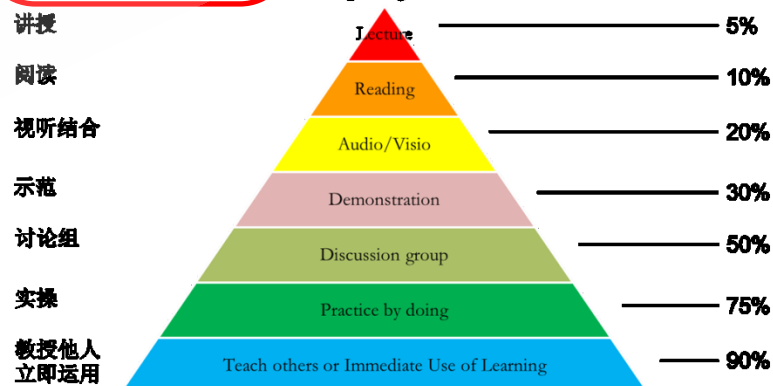 讲授
Lecture
5%
阅读
Reading
10%
视听结合
Audio/Visio
20%
示范
Demonstration
30%
讨论组
Discussion group
50%
实操
Practice by doing
75%
教授他人
立即运用
Teach others or Immediate Use of Learning
90%